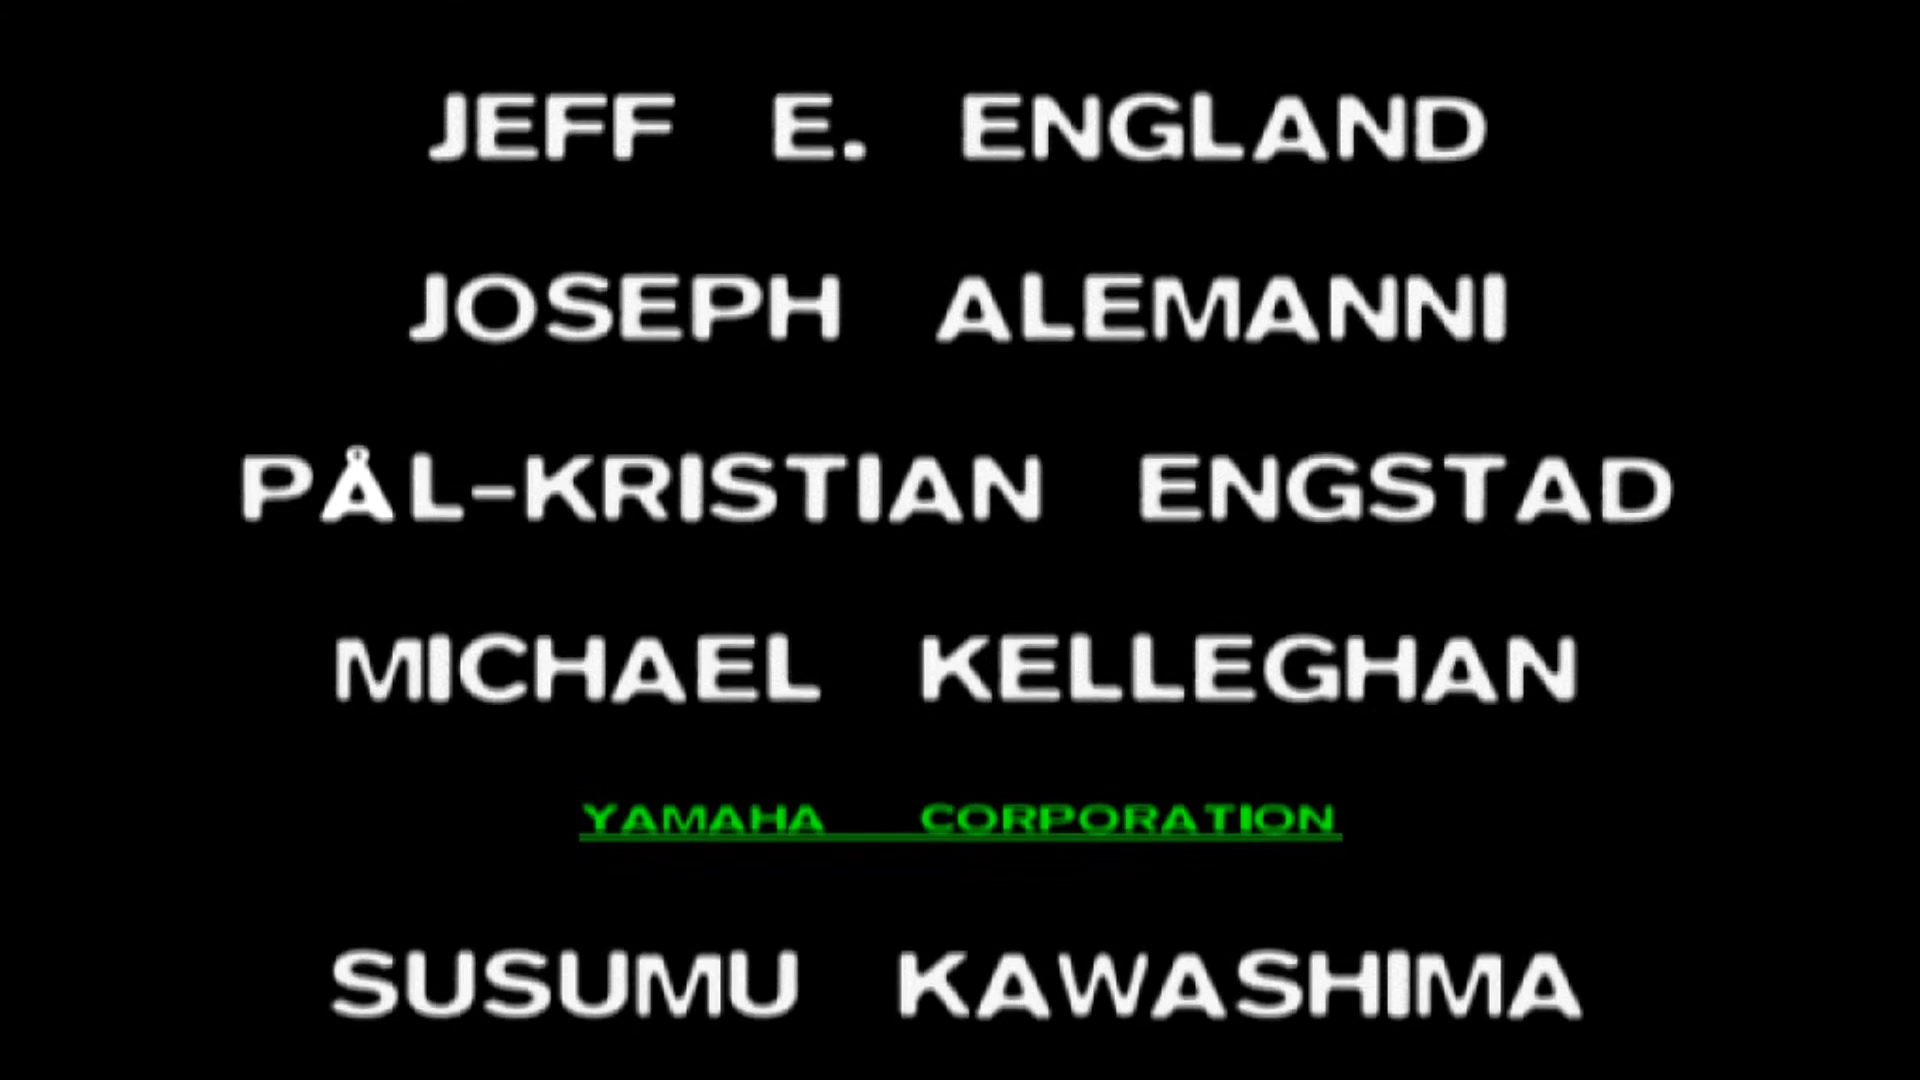 JEFF E. ENGLAND
JOSEPH ALEMANNI
PÅL-KRISTIAN ENGSTAD
MICHAEL KELLEGHAN
YAMAHA CORPORATION
SUSUMU KAWASHIMA